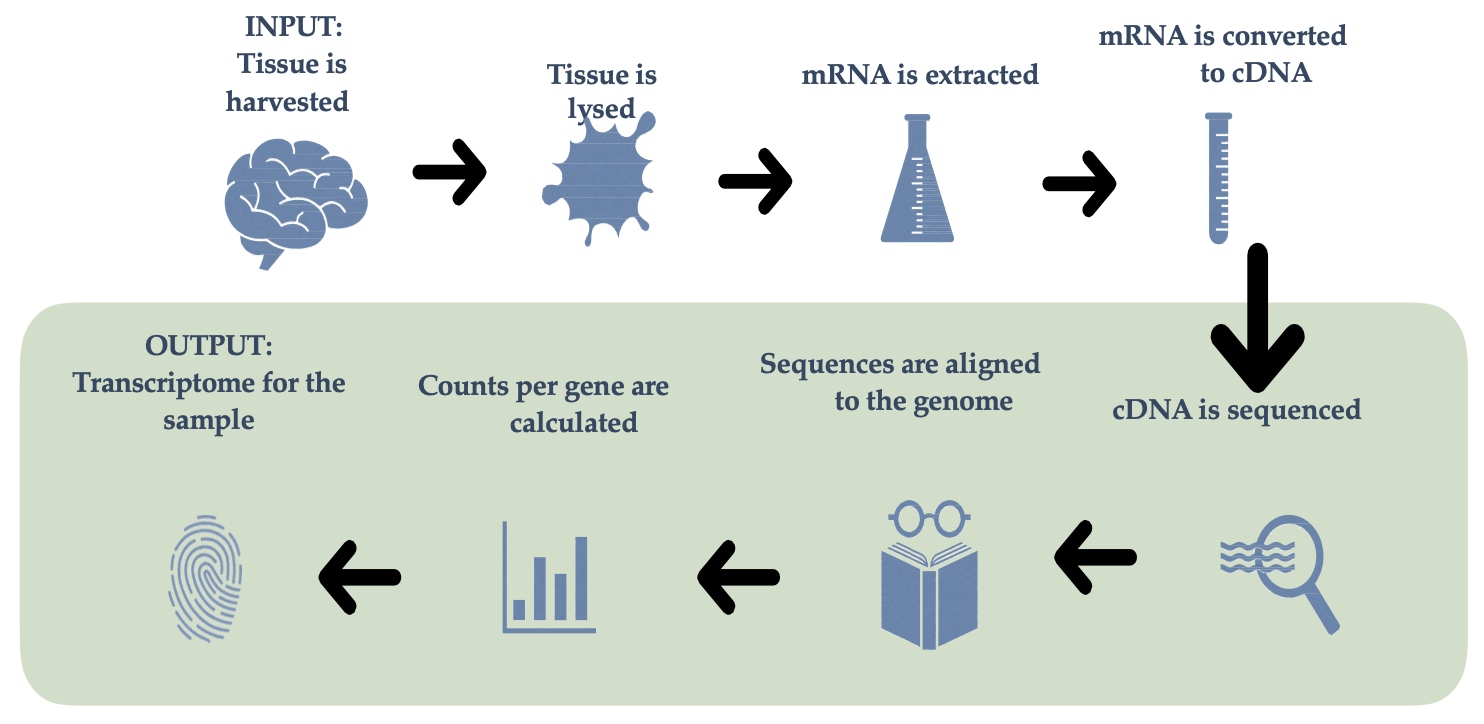 INPUT:
Tissue is
harvested
Tissue is
lysed
mRNA is extracted
mRNA is converted
to cDNA
OUTPUT:
Transcriptome for the
sample
Counts per gene are
calculated
Sequences are aligned
to the genome
cDNA is sequenced